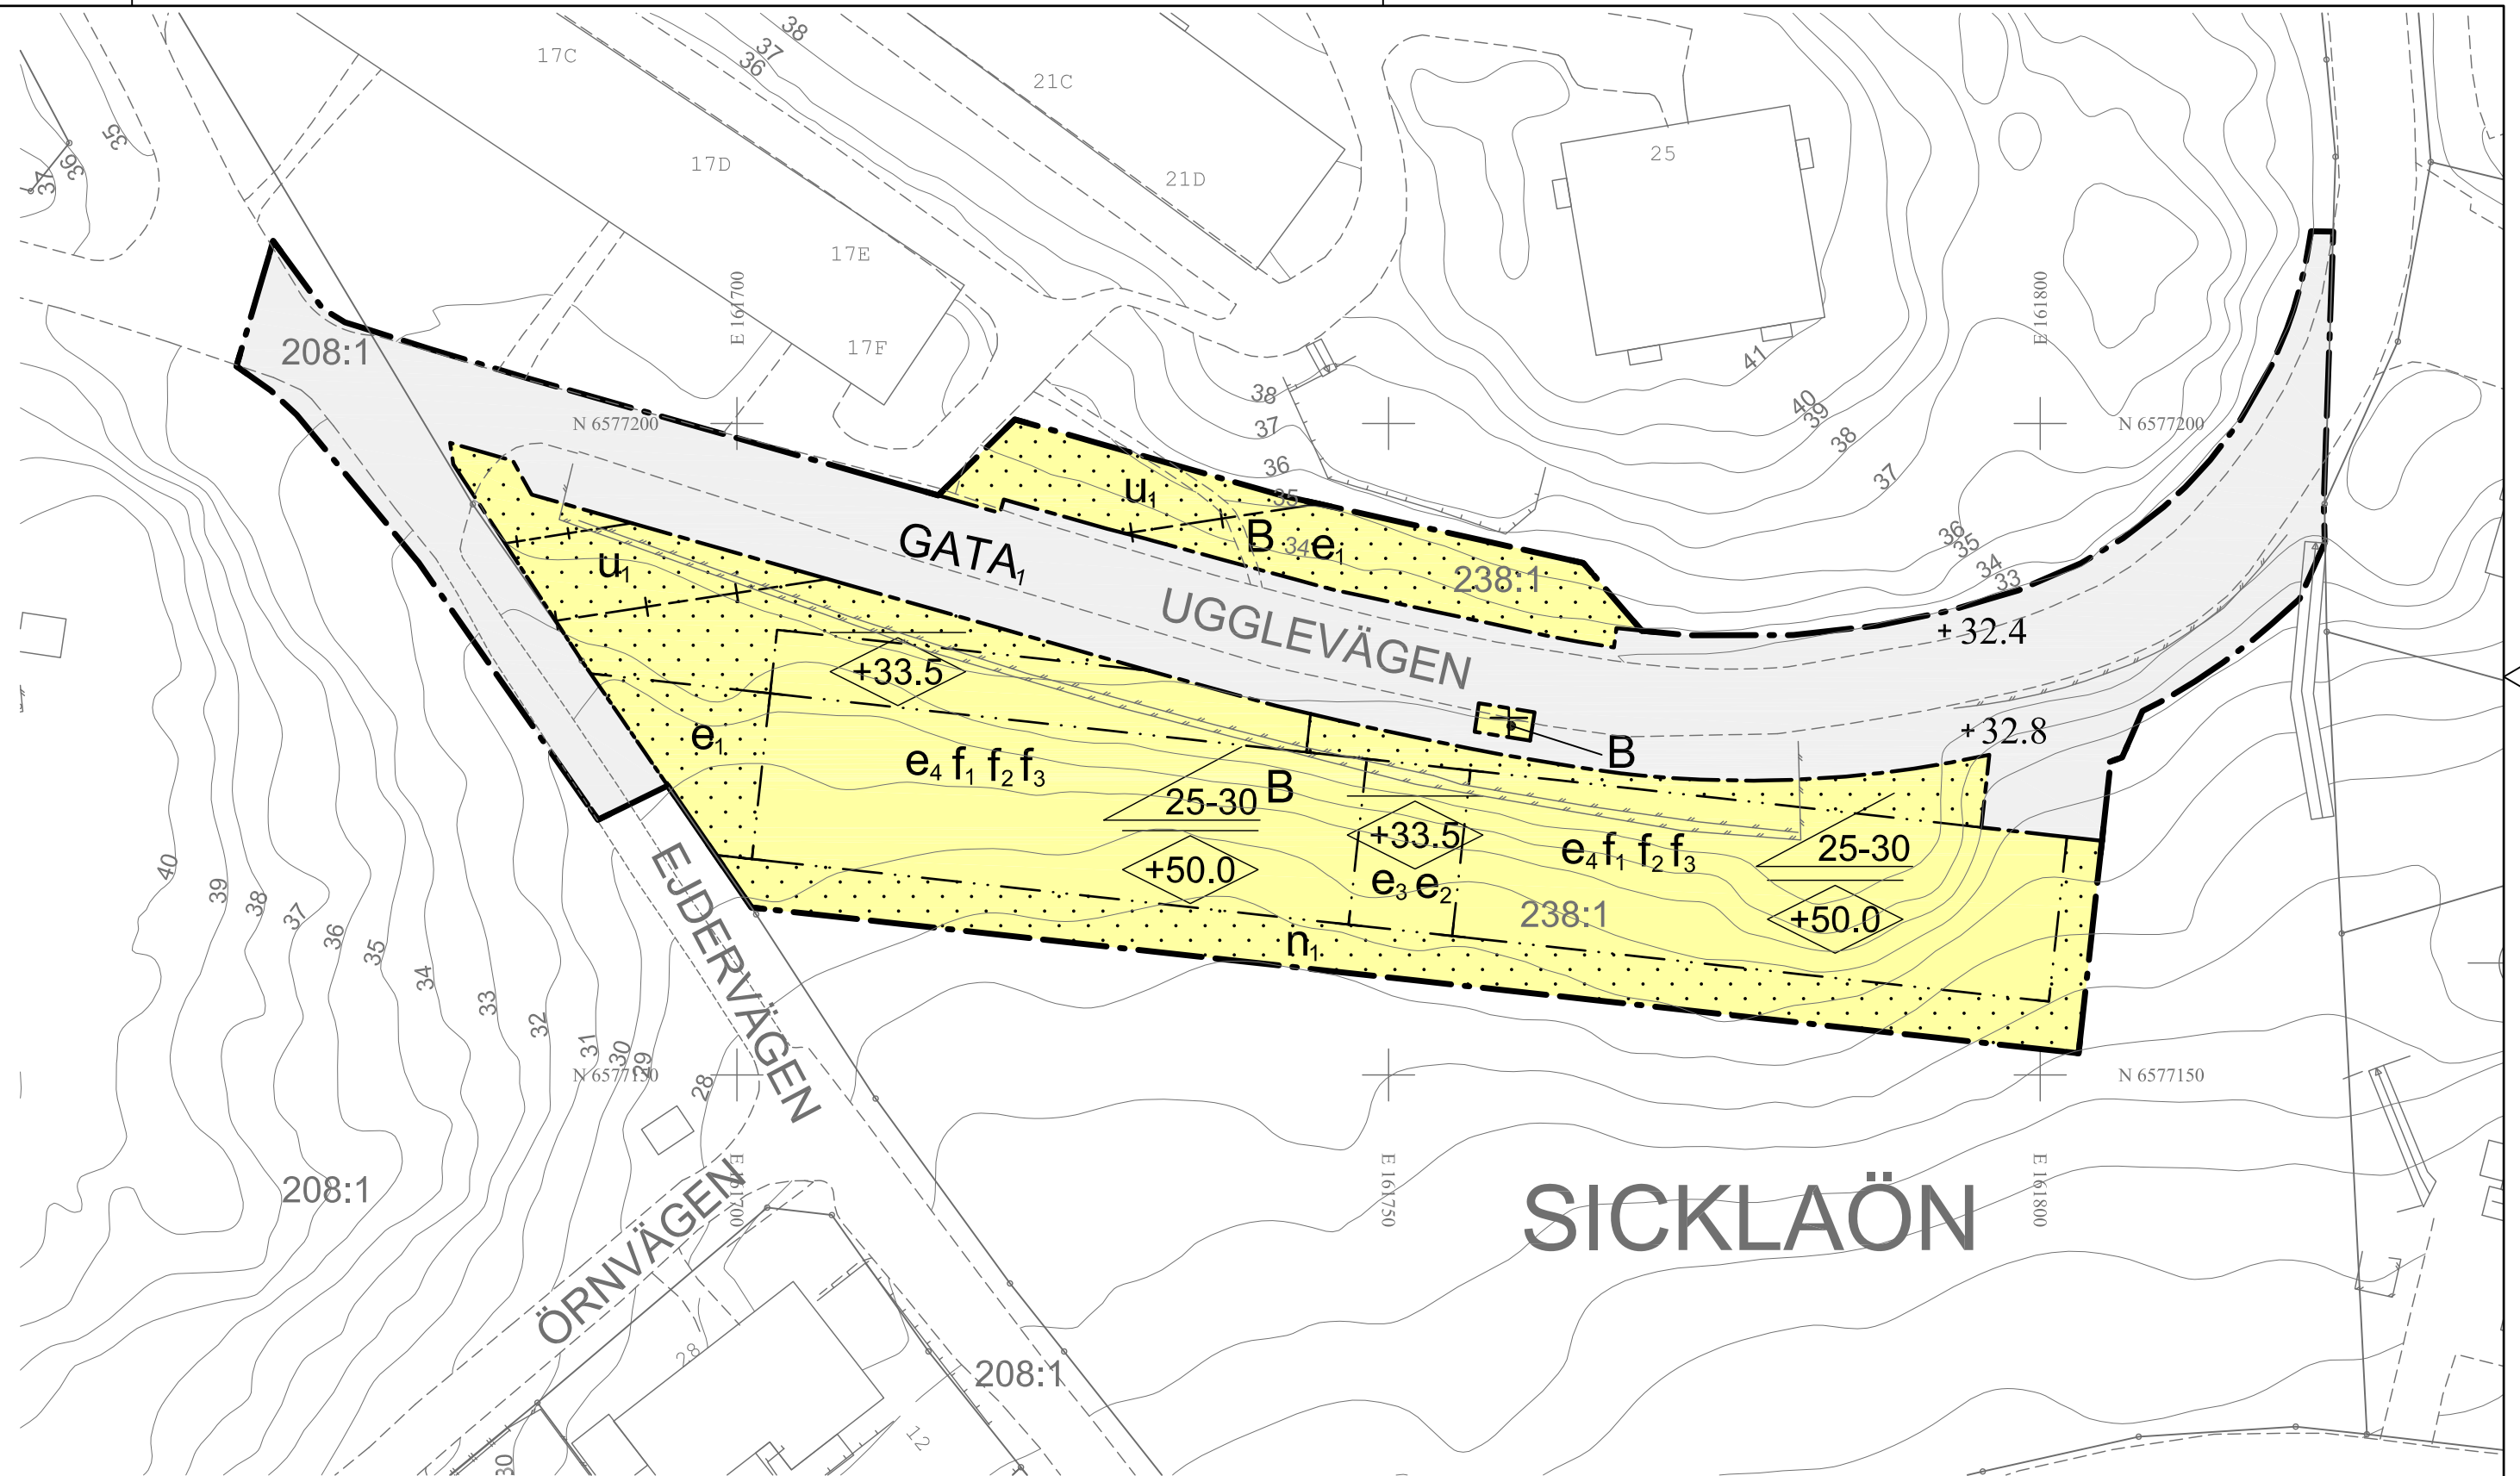 38
37
36
17C
21C
35
36
37
17D
21D
25
17E
E 161700
E 161800
208:1
17F
38
41
40
39
N 6577200
37
38
N 6577200
36
37
u1
35
GATA1
B
34
e1
36
35
238:1
34
33
u1
UGGLEVÄGEN
+ 32.4
+33.5
e1
+ 32.8
B
e4 f1 f2 f3
B
25-30
+33.5
e4 f1 f2 f3
25-30
40
39
38
37
36
35
34
33
32
31
30
29
28
+50.0
e3 e2
238:1
+50.0
n1
EJDERVÄGEN
N 6577150
N 6577150
208:1
E 161700
E 161750
E 161800
SICKLAÖN
ÖRNVÄGEN
28
208:1
12
30